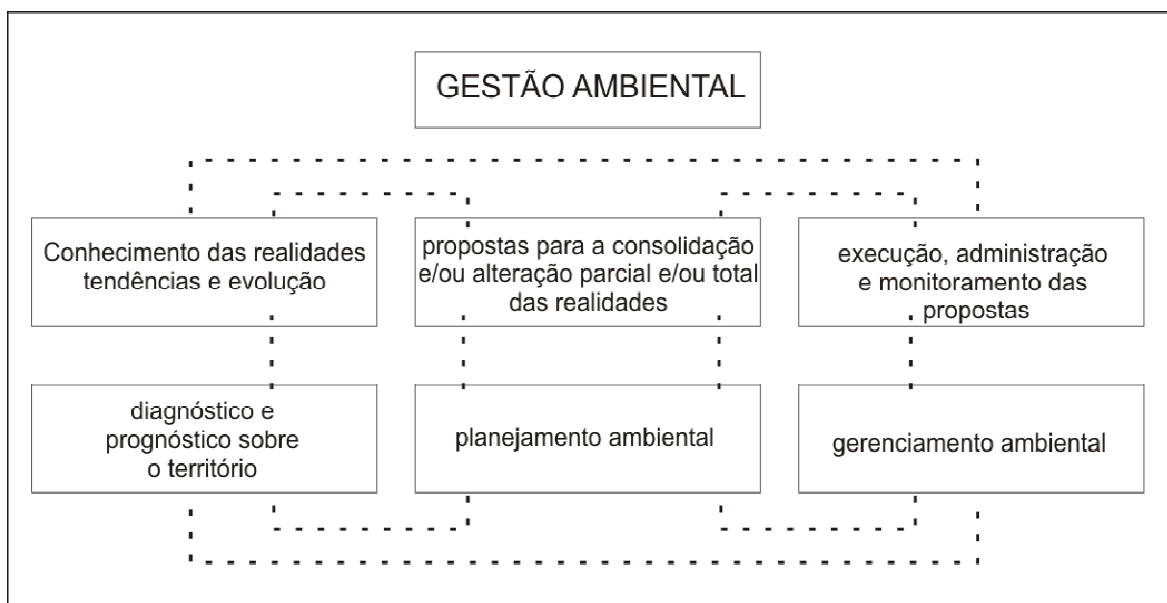 GESTÃO AMBIENTAL
Conhecimento das realidades
tendências e evolução
propostas para a consolidação
e/ou alteração parcial e/ou total
das realidades
execução, administração
e monitoramento das
propostas
diagnóstico e
prognóstico sobre
o território
planejamento ambiental
gerenciamento ambiental